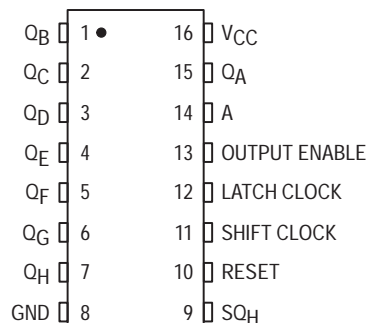 QB 1 16 VCC
QC 2 15 QA
QD 3 14 A
QE 4 13 OUTPUT ENABLE
QF 5 12 LATCH CLOCK
QG 6 11 SHIFT CLOCK
QH 7 10 RESET
GND 8 9 SQH